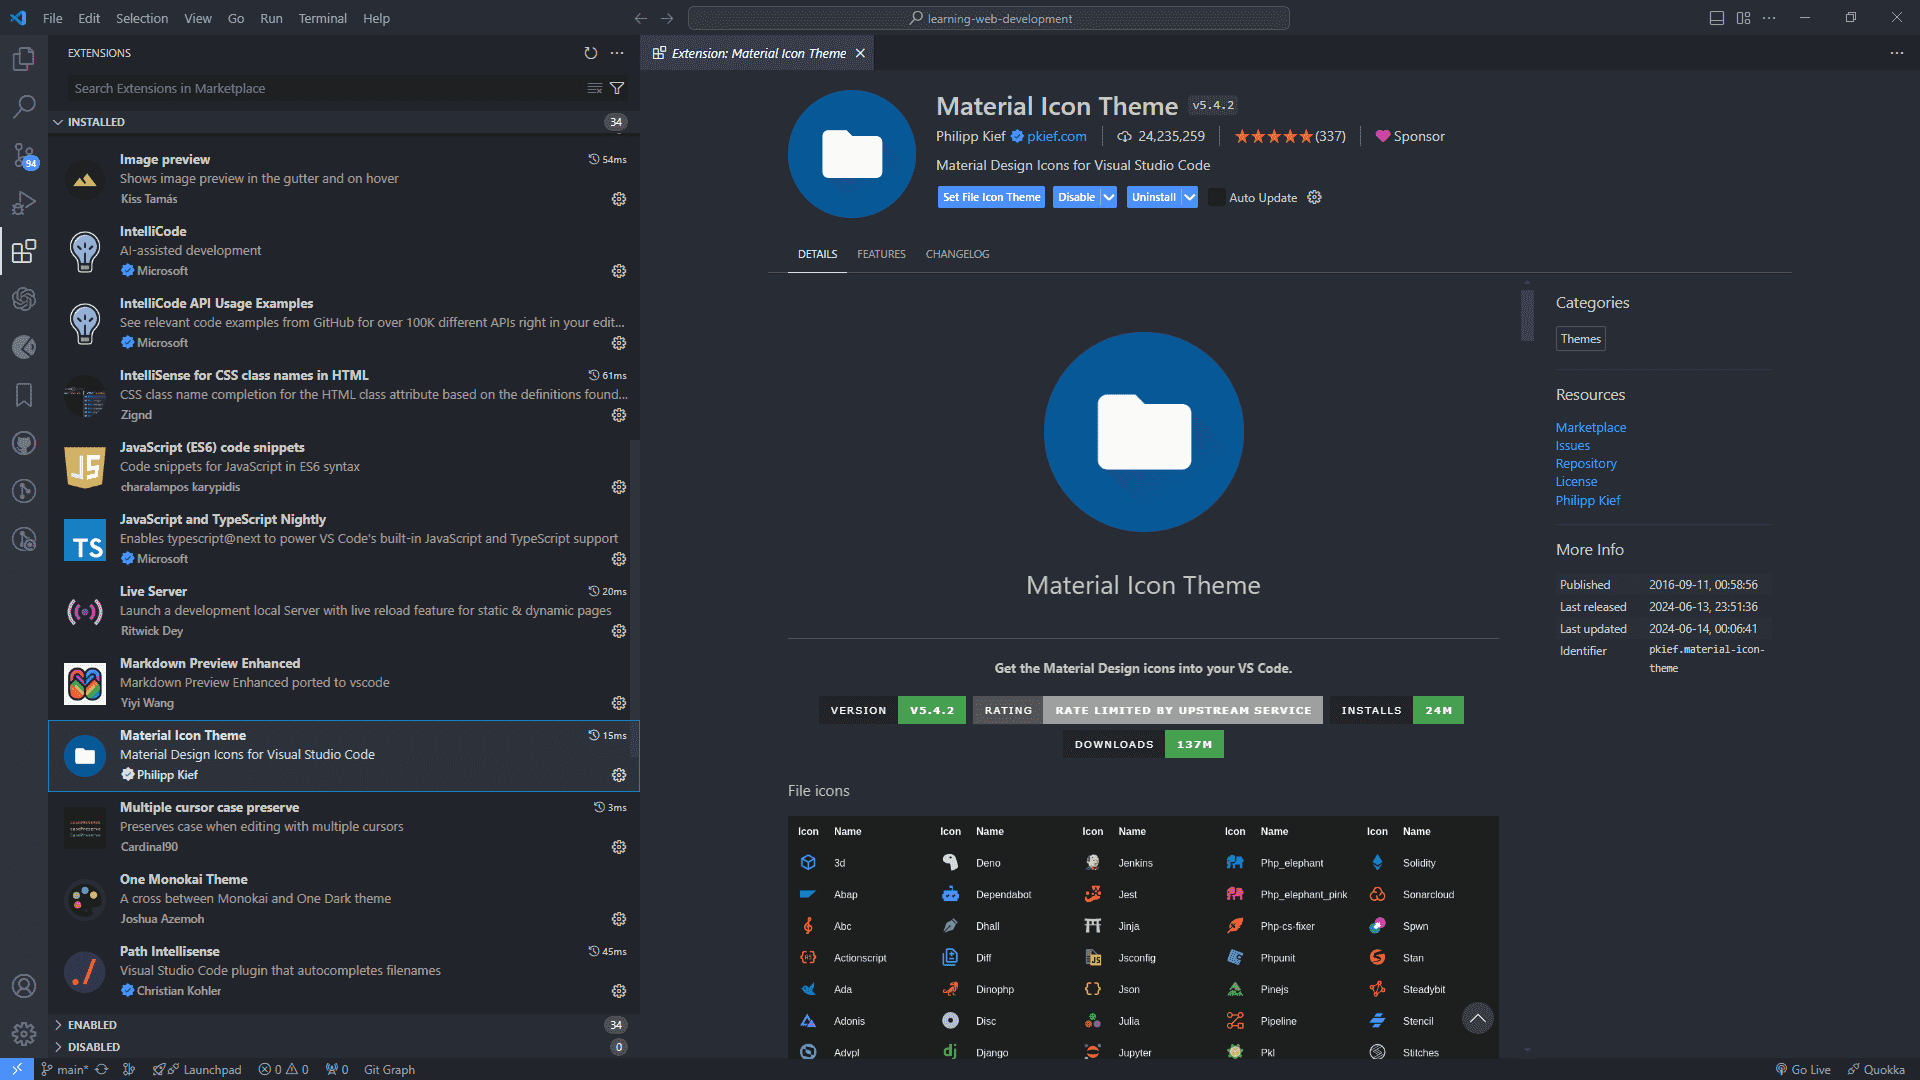 File Edit Selection View Go Run Terminal Help
learning-web-development
EXTENSIONS
Search Extensions in Marketplace
INSTALLED 34
94
Image preview 54ms
Shows image preview in the gutter and on hover
Kiss Tamás
IntelliCode
AI-assisted development
Microsoft
IntelliCode API Usage Examples
See relevant code examples from GitHub for over 100K different APIs right in your edit...
Microsoft
IntelliSense for CSS class names in HTML 61ms
CSS class name completion for the HTML class attribute based on the definitions found...
Zignd
JS
JavaScript (ES6) code snippets
Code snippets for JavaScript in ES6 syntax
charalampos karypidis
TS
JavaScript and TypeScript Nightly
Enables typescript@next to power VS Code's built-in JavaScript and TypeScript support
Microsoft
Live Server 20ms
Launch a development local Server with live reload feature for static & dynamic pages
Ritwick Dey
Markdown Preview Enhanced
Markdown Preview Enhanced ported to vscode
Yiyi Wang
Material Icon Theme 15ms
Material Design Icons for Visual Studio Code
Philipp Kief
Multiple cursor case preserve 3ms
Preserves case when editing with multiple cursors
Cardinal90
One Monokai Theme
A cross between Monokai and One Dark theme
Joshua Azemoh
Path Intellisense 45ms
Visual Studio Code plugin that autocompletes filenames
Christian Kohler
ENABLED 34
DISABLED 0
Extension: Material Icon Theme
Material Icon Theme v5.4.2
Philipp Kief pkief.com 24,235,259 (337) Sponsor
Material Design Icons for Visual Studio Code
Set File Icon Theme Disable Uninstall Auto Update
DETAILS FEATURES CHANGELOG
Material Icon Theme
Get the Material Design icons into your VS Code.
VERSION V5.4.2 RATING RATE LIMITED BY UPSTREAM SERVICE INSTALLS 24M
DOWNLOADS 137M
File icons
Icon Name Icon Name Icon Name Icon Name Icon Name
3d Deno Jenkins Php_elephant Solidity
Abap Dependabot Jest Php_elephant_pink Sonarcloud
Abc Dhall Jinja Php-cs-fixer Spwn
Actionscript Diff Jsconfig Phpunit Stan
Ada Dinophp Json Pinejs Steadybit
Adonis Disc Julia Pipeline Stencil
Advpl Django Jupyter Pkl Stitches
Categories
Themes
Resources
Marketplace
Issues
Repository
License
Philipp Kief
More Info
Published 2016-09-11, 00:58:56
Last released 2024-06-13, 23:51:36
Last updated 2024-06-14, 00:06:41
Identifier pkief.material-icon-
theme
main* Launchpad 0 0 0 Git Graph Go Live Quokka